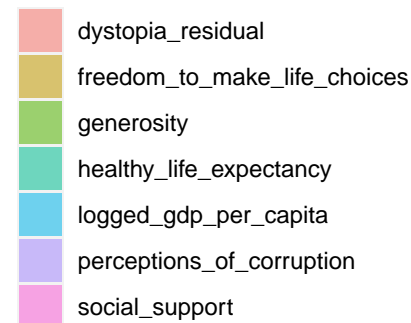 dystopia_residual
freedom_to_make_life_choices
generosity
healthy_life_expectancy
logged_gdp_per_capita
perceptions_of_corruption
social_support